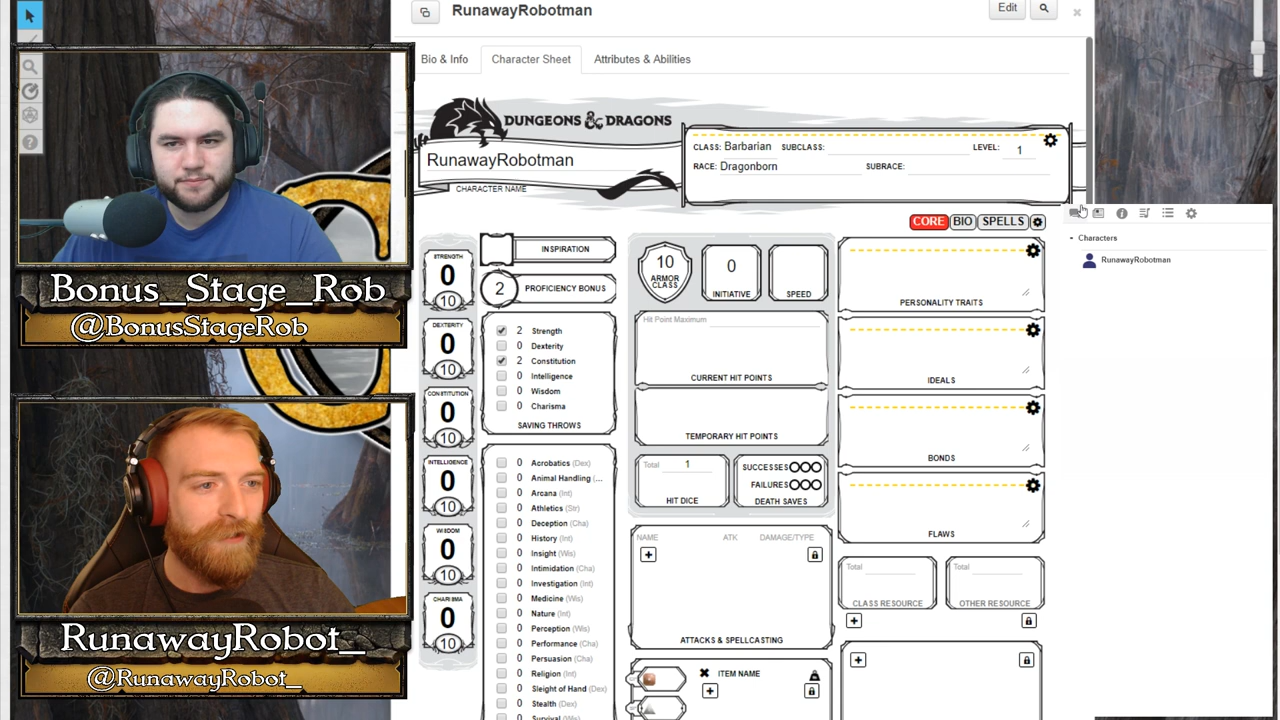 RunawayRobotman
Edit
Bio & Info
Character Sheet
Attributes & Abilities
DUNGEONS & DRAGONS
RunawayRobotman
CHARACTER NAME
CLASS: Barbarian SUBCLASS: LEVEL: 1
RACE: Dragonborn SUBRACE:
CORE BIO SPELLS
Characters
RunawayRobotman
Bonus_Stage_Rob
@BonusStageRob
RunawayRobot_
@RunawayRobot_
STRENGTH
0
10
DEXTERITY
0
10
CONSTITUTION
0
10
INTELLIGENCE
0
10
WISDOM
0
10
CHARISMA
0
10
INSPIRATION
2 PROFICIENCY BONUS
2 Strength
0 Dexterity
2 Constitution
0 Intelligence
0 Wisdom
0 Charisma
SAVING THROWS
0 Acrobatics (Dex)
0 Animal Handling (...
0 Arcana (Int)
0 Athletics (Str)
0 Deception (Cha)
0 History (Int)
0 Insight (Wis)
0 Intimidation (Cha)
0 Investigation (Int)
0 Medicine (Wis)
0 Nature (Int)
0 Perception (Wis)
0 Performance (Cha)
0 Persuasion (Cha)
0 Religion (Int)
0 Sleight of Hand (Dex)
0 Stealth (Dex)
0 Survival (Wis)
10
ARMOR
CLASS
0
INITIATIVE
SPEED
Hit Point Maximum
CURRENT HIT POINTS
TEMPORARY HIT POINTS
Total 1
HIT DICE
SUCCESSES
FAILURES
DEATH SAVES
NAME ATK DAMAGE/TYPE
ATTACKS & SPELLCASTING
ITEM NAME
PERSONALITY TRAITS
IDEALS
BONDS
FLAWS
Total
CLASS RESOURCE
Total
OTHER RESOURCE